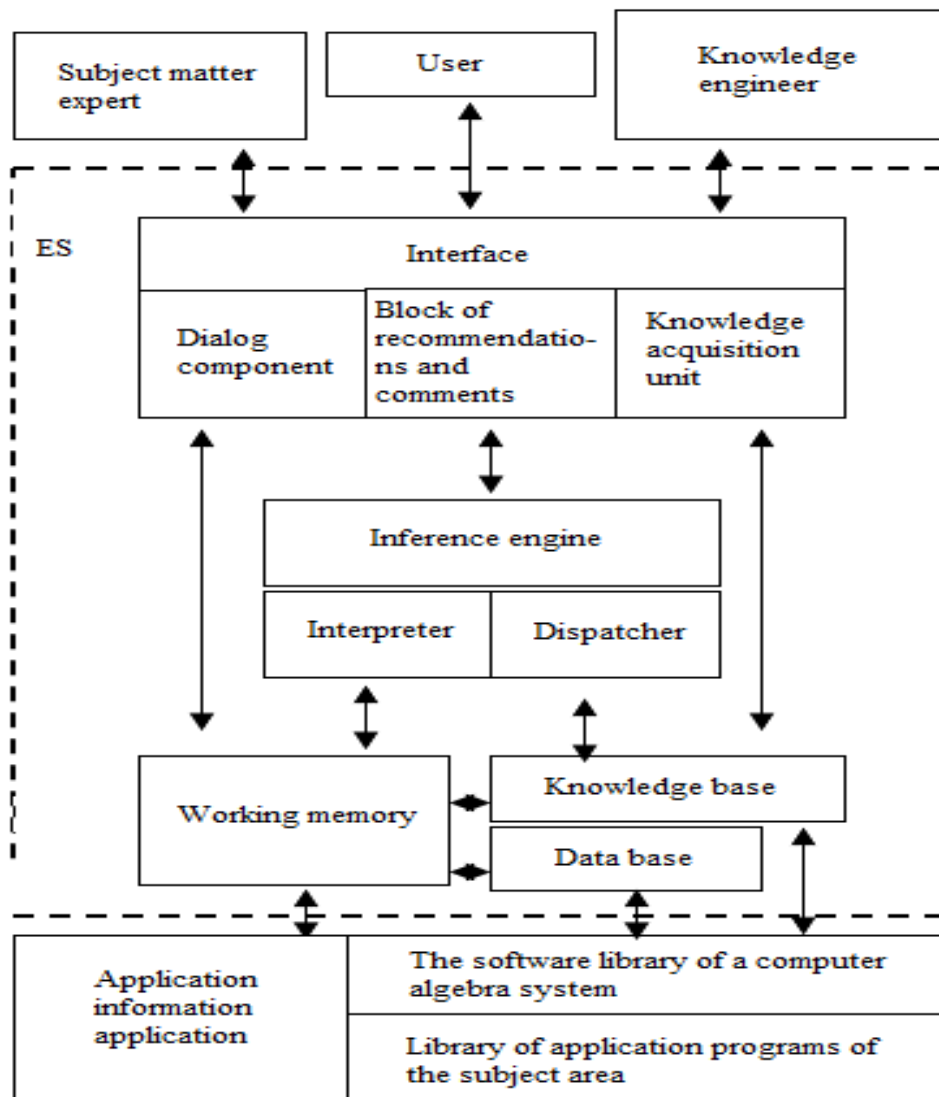 Subject matter
expert
User
Knowledge
engineer
ES
Interface
Dialog
component
Block of
recommendatio-
ns and
comments
Knowledge
acquisition
unit
Inference engine
Interpreter
Dispatcher
Working memory
Knowledge base
Data base
Application
information
application
The software library of a computer
algebra system
Library of application programs of
the subject area